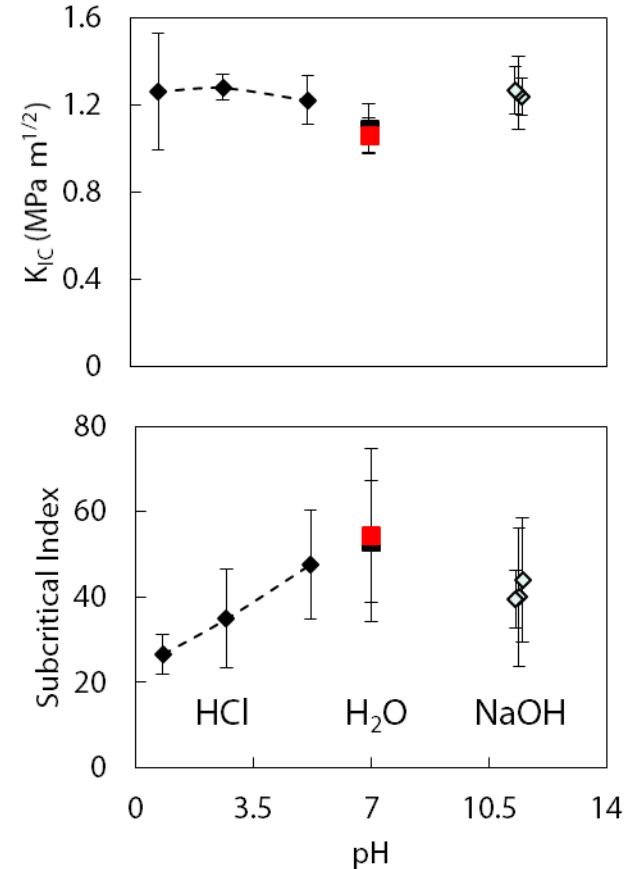 K_IC (MPa m^1/2)
1.6
1.2
0.8
0.4
0
Subcritical Index
80
60
40
20
0
HCl H₂O NaOH
0 3.5 7 10.5 14
pH